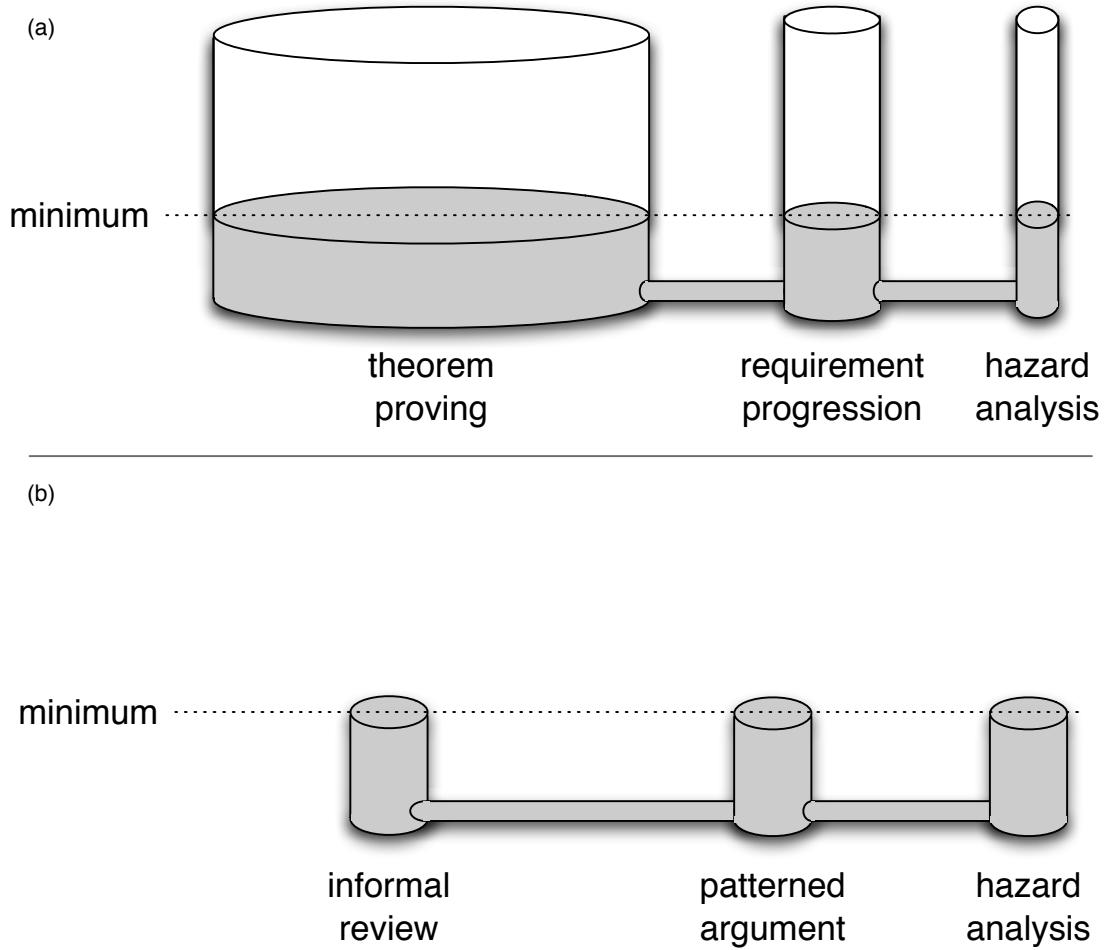 (a)
minimum
theorem
proving
requirement
progression
hazard
analysis
(b)
minimum
informal
review
patterned
argument
hazard
analysis